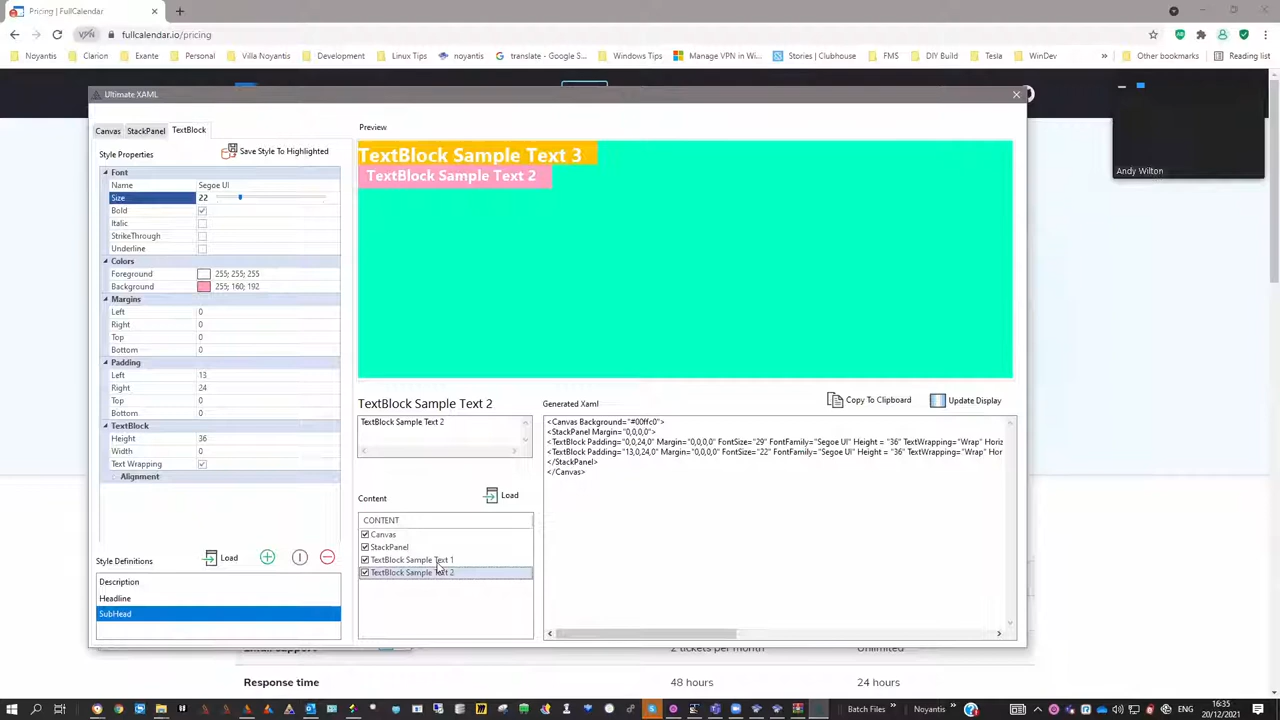 Pricing | FullCalendar
VPN
fullcalendar.io/pricing
Noyantis
Clarion
Exante
Personal
Villa Noyantis
Development
Linux Tips
noyantis
translate - Google S...
Windows Tips
Manage VPN in Wi...
Stories | Clubhouse
FMS
DIY Build
Tesla
WinDev
»
Other bookmarks
Reading list
Ultimate XAML
Andy Wilton
Canvas
StackPanel
TextBlock
Preview
Style Properties
Save Style To Highlighted
Font
Name Segoe UI
Size 22
Bold
Italic
StrikeThrough
Underline
Colors
Foreground 255; 255; 255
Background 255; 160; 192
Margins
Left 0
Right 0
Top 0
Bottom 0
Padding
Left 13
Right 24
Top 0
Bottom 0
TextBlock
Height 36
Width 0
Text Wrapping
Alignment
Style Definitions
Load
Description
Headline
SubHead
TextBlock Sample Text 3
TextBlock Sample Text 2
TextBlock Sample Text 2
TextBlock Sample Text 2
Content
Load
CONTENT
Canvas
StackPanel
TextBlock Sample Text 1
TextBlock Sample Text 2
Generated Xaml
Copy To Clipboard
Update Display
<Canvas Background="#00ffc0">
<StackPanel Margin="0,0,0,0">
<TextBlock Padding="0,0,24,0" Margin="0,0,0,0" FontSize="29" FontFamily="Segoe UI" Height = "36" TextWrapping="Wrap" Horiz
<TextBlock Padding="13,0,24,0" Margin="0,0,0,0" FontSize="22" FontFamily="Segoe UI" Height = "36" TextWrapping="Wrap" Hor
</StackPanel>
</Canvas>
Email support 2 tickets per month Unlimited
Response time 48 hours 24 hours
Batch Files
»
Noyantis
»
ENG
16:35
20/12/2021